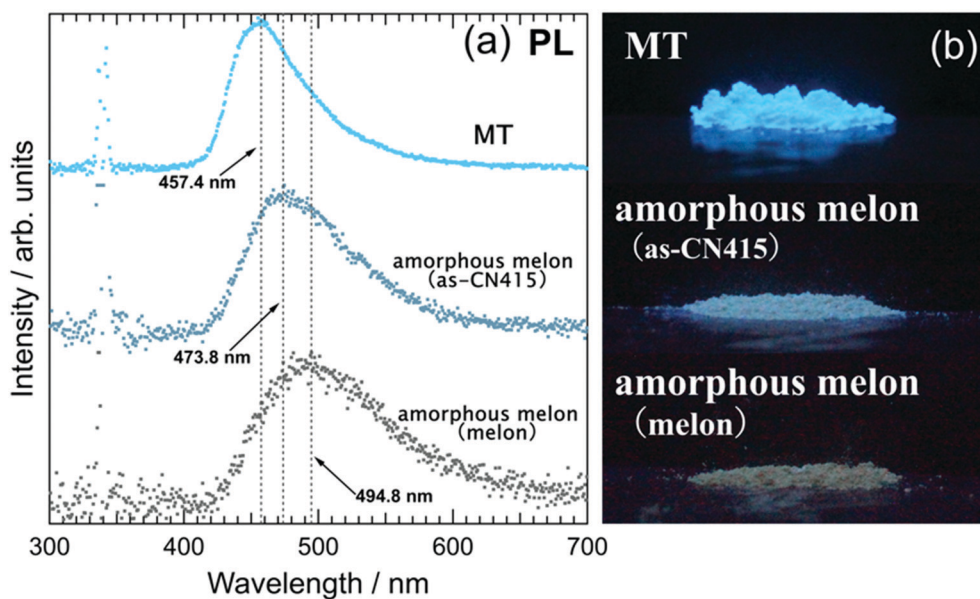 (a) PL
MT
457.4 nm
amorphous melon
(as-CN415)
473.8 nm
amorphous melon
(melon)
494.8 nm
Intensity / arb. units
300 400 500 600 700
Wavelength / nm
MT (b)
amorphous melon
（as-CN415）
amorphous melon
（melon）